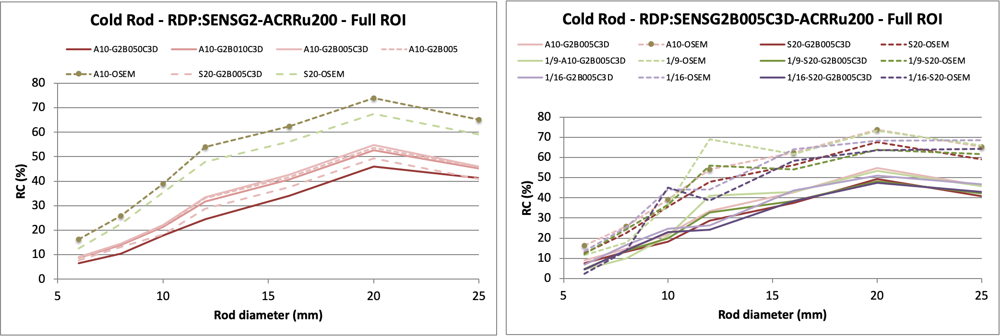 Cold Rod - RDP:SENSG2-ACRRu200 - Full ROI
A10-G2B050C3D A10-G2B010C3D A10-G2B005C3D A10-G2B005
A10-OSEM S20-G2B005C3D S20-OSEM
80
70
60
50
40
30
20
10
0
RC (%)
5 10 15 20 25
Rod diameter (mm)
Cold Rod - RDP:SENSG2B005C3D-ACRRu200 - Full ROI
A10-G2B005C3D A10-OSEM S20-G2B005C3D S20-OSEM
1/9-A10-G2B005C3D 1/9-OSEM 1/9-S20-G2B005C3D 1/9-S20-OSEM
1/16-G2B005C3D 1/16-OSEM 1/16-S20-G2B005C3D 1/16-S20-OSEM
80
70
60
50
40
30
20
10
0
RC (%)
5 10 15 20 25
Rod diameter (mm)